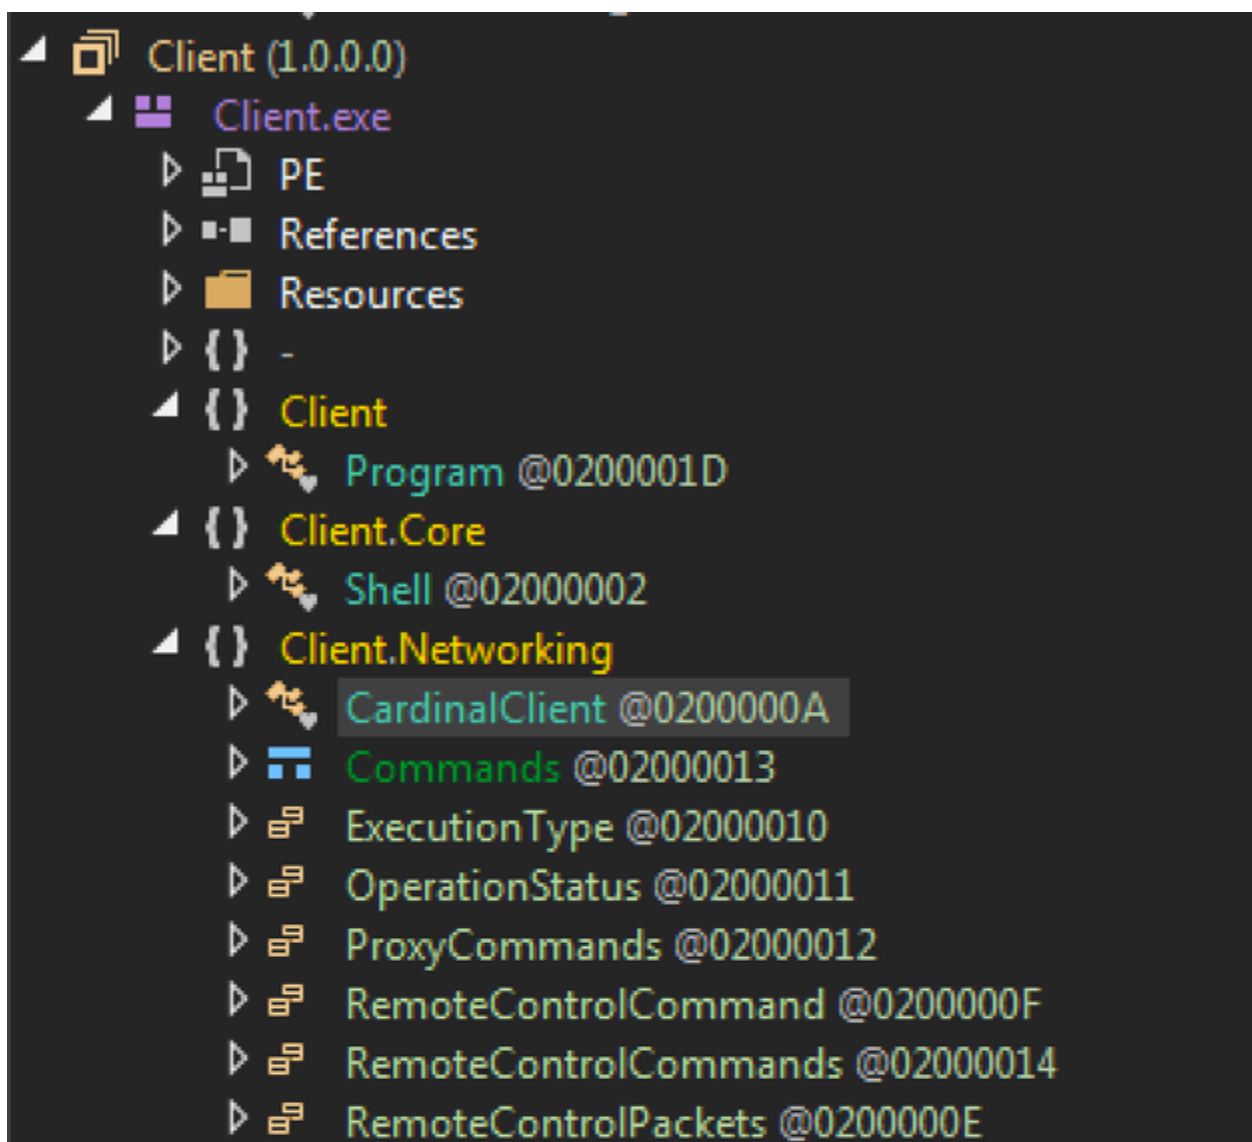 Client (1.0.0.0)
Client.exe
PE
References
Resources
{ } -
{ } Client
Program @0200001D
{ } Client.Core
Shell @02000002
{ } Client.Networking
CardinalClient @0200000A
Commands @02000013
ExecutionType @02000010
OperationStatus @02000011
ProxyCommands @02000012
RemoteControlCommand @0200000F
RemoteControlCommands @02000014
RemoteControlPackets @0200000E